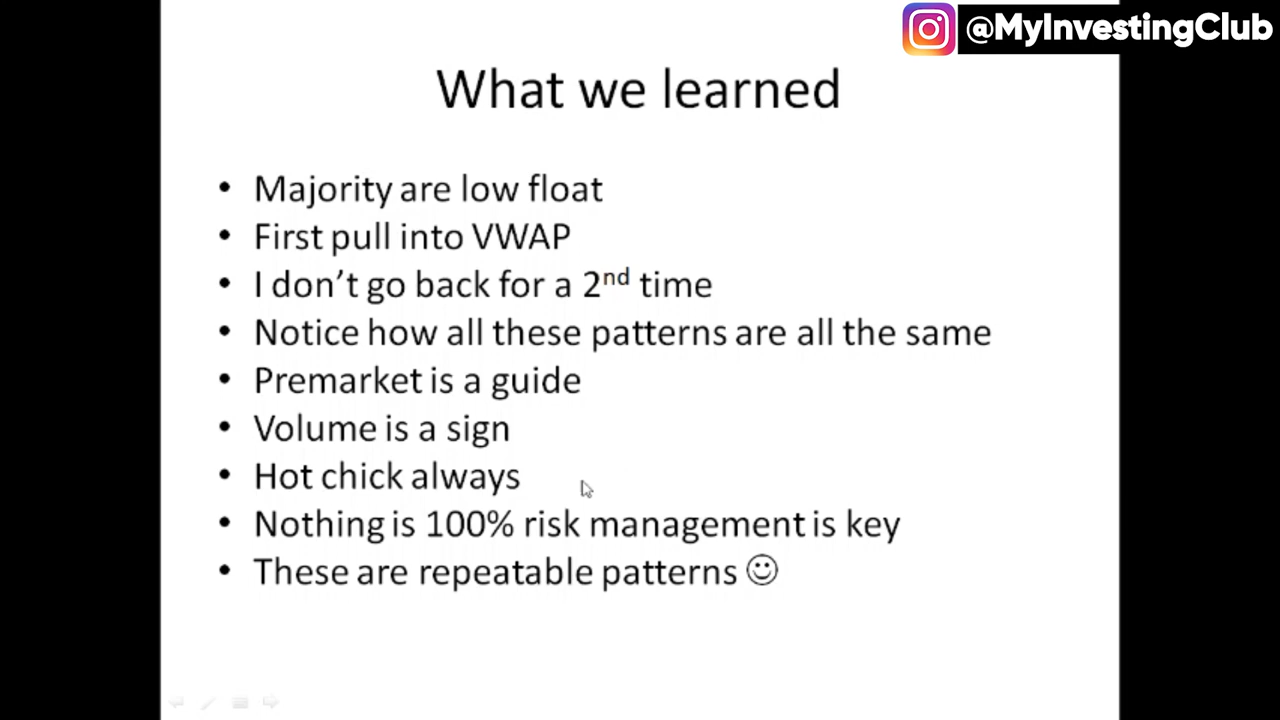 @MyInvestingClub
What we learned
• Majority are low float
• First pull into VWAP
• I don't go back for a 2nd time
• Notice how all these patterns are all the same
• Premarket is a guide
• Volume is a sign
• Hot chick always
• Nothing is 100% risk management is key
• These are repeatable patterns ☺